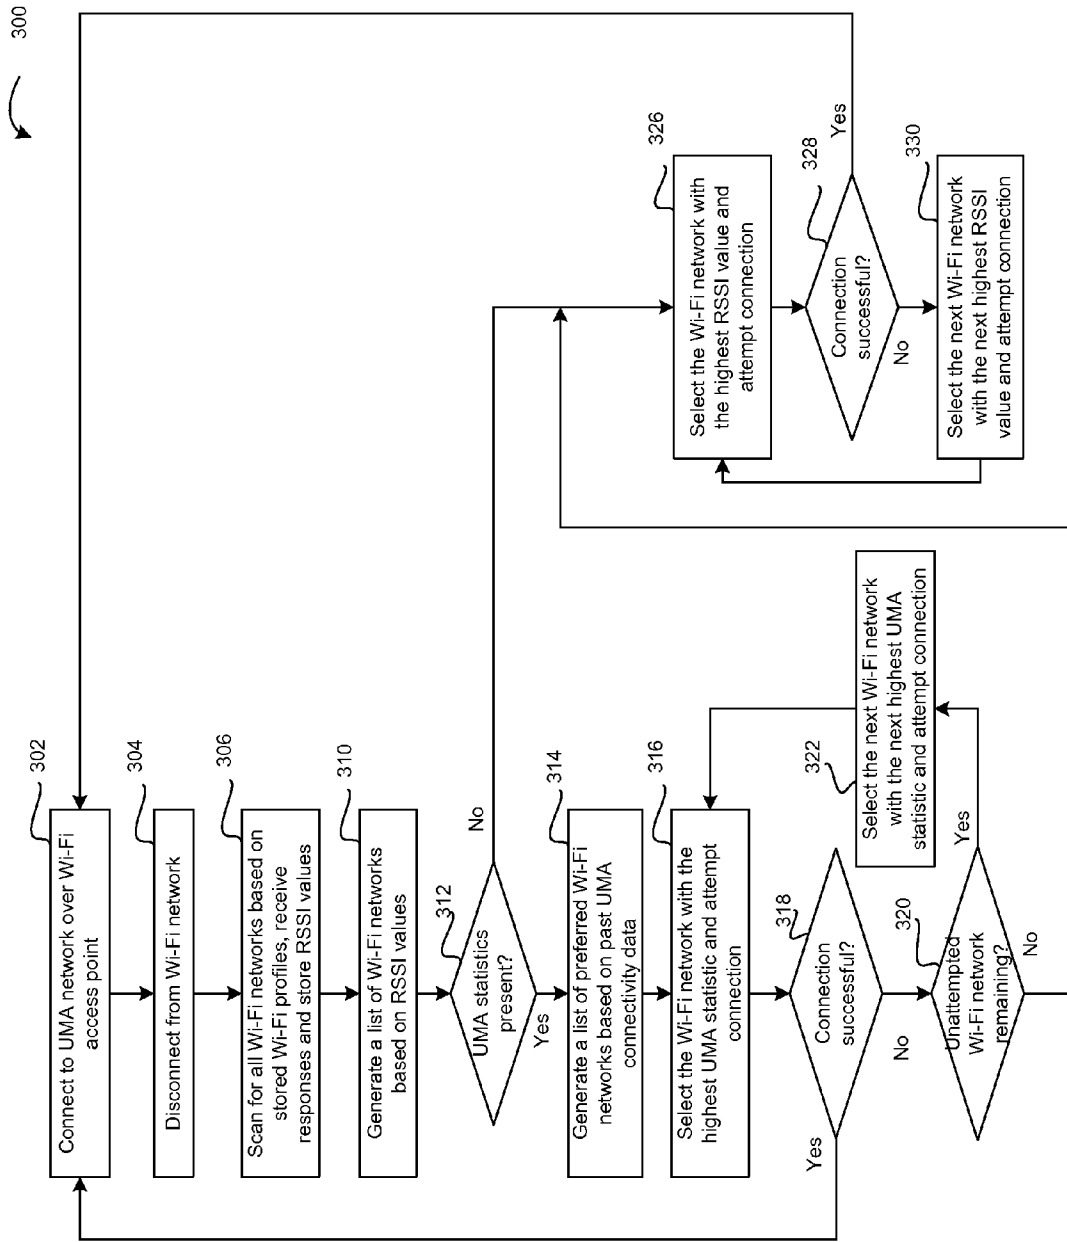 300
302
Connect to UMA network over Wi-Fi
access point
304
Disconnect from Wi-Fi network
306
Scan for all Wi-Fi networks based on
stored Wi-Fi profiles, receive
responses and store RSSI values
310
Generate a list of Wi-Fi networks
based on RSSI values
312
UMA statistics
present?
No
Yes
314
Generate a list of preferred Wi-Fi
networks based on past UMA
connectivity data
316
Select the Wi-Fi network with the
highest UMA statistic and attempt
connection
318
Connection
successful?
Yes
No
320
Unattempted
Wi-Fi network
remaining?
Yes
No
322
Select the next Wi-Fi network
with the next highest UMA
statistic and attempt connection
326
Select the Wi-Fi network with
the highest RSSI value and
attempt connection
328
Connection
successful?
Yes
No
330
Select the next Wi-Fi network
with the next highest RSSI
value and attempt connection